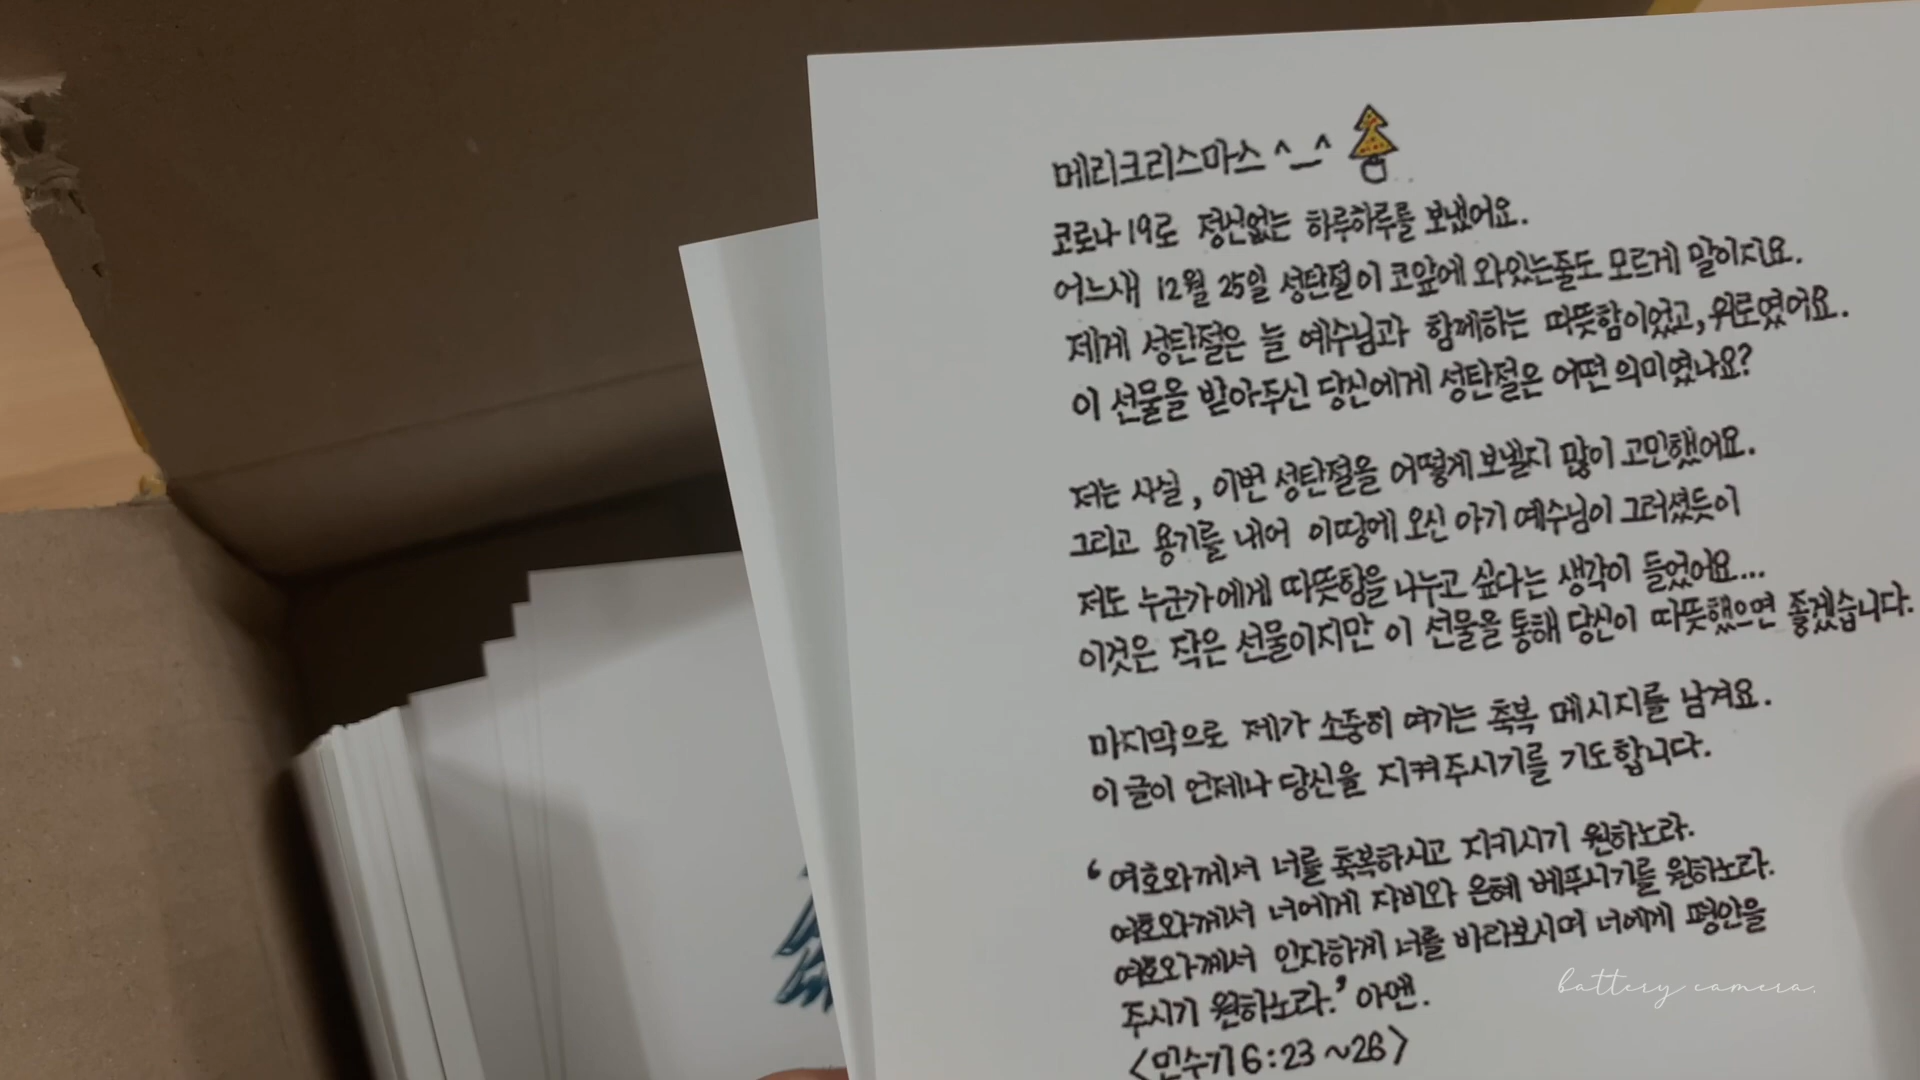 메리크리스마스 ^_^
코로나19로 정신없는 하루하루를 보냈어요.
어느새 12월 25일 성탄절이 코앞에 와있는줄도 모르게 말이지요.
제게 성탄절은 늘 예수님과 함께하는 따뜻함이었고, 위로였어요.
이 선물을 받아주신 당신에게 성탄절은 어떤 의미였나요?
저는 사실, 이번 성탄절을 어떻게 보낼지 많이 고민했어요.
그리고 용기를 내어 이땅에 오신 아기 예수님이 그러셨듯이
저도 누군가에게 따뜻함을 나누고 싶다는 생각이 들었어요....
이것은 작은 선물이지만 이 선물을 통해 당신이 따뜻했으면 좋겠습니다.
마지막으로 제가 소중히 여기는 축복 메시지를 남겨요.
이 글이 언제나 당신을 지켜주시기를 기도합니다.
‘여호와께서 너를 축복하시고 지키시기 원하노라.
여호와께서 너에게 자비와 은혜 베푸시기를 원하노라.
여호와께서 인자하게 너를 바라보시며 너에게 평안을
주시기 원하노라.’ 아멘.
<민수기 6:23~26>
battery camera.